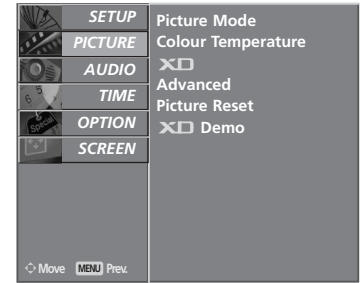 SETUP
PICTURE
AUDIO
TIME
OPTION
Special
SCREEN
Move MENU Prev.
Picture Mode
Colour Temperature
XD
Advanced
Picture Reset
XD Demo